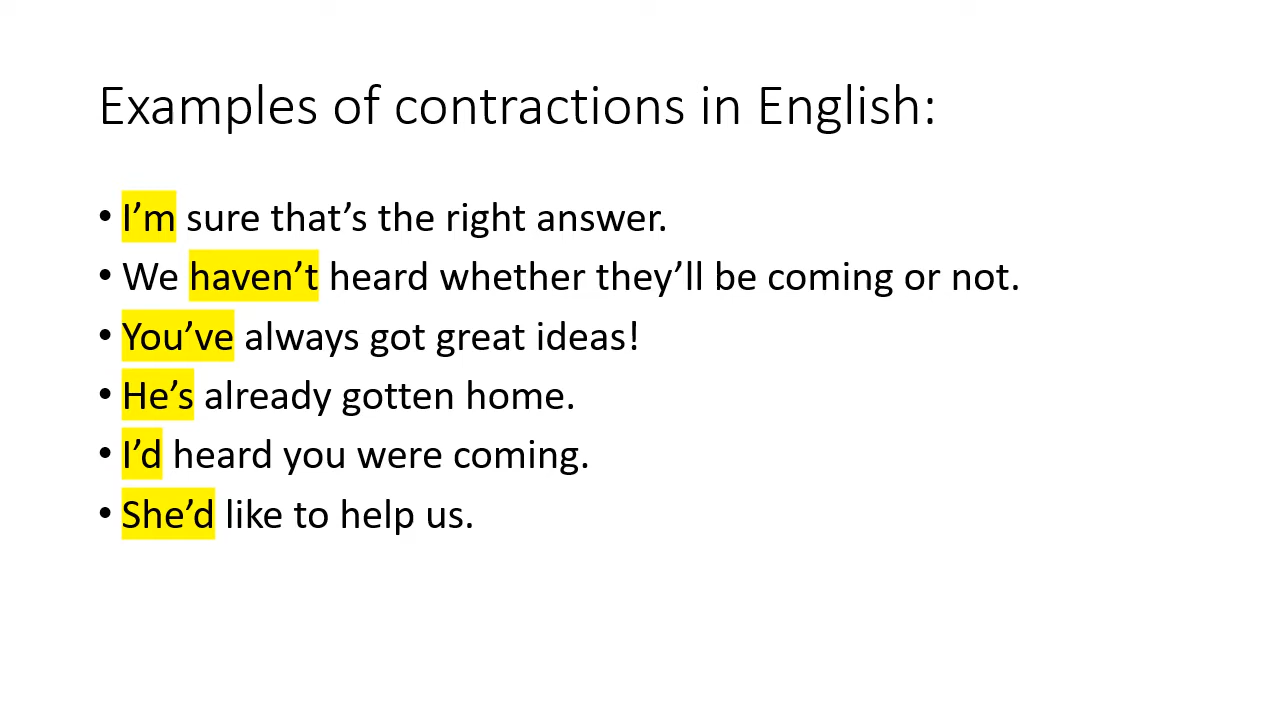 Examples of contractions in English:
• I’m sure that’s the right answer.
• We haven’t heard whether they’ll be coming or not.
• You’ve always got great ideas!
• He’s already gotten home.
• I’d heard you were coming.
• She’d like to help us.